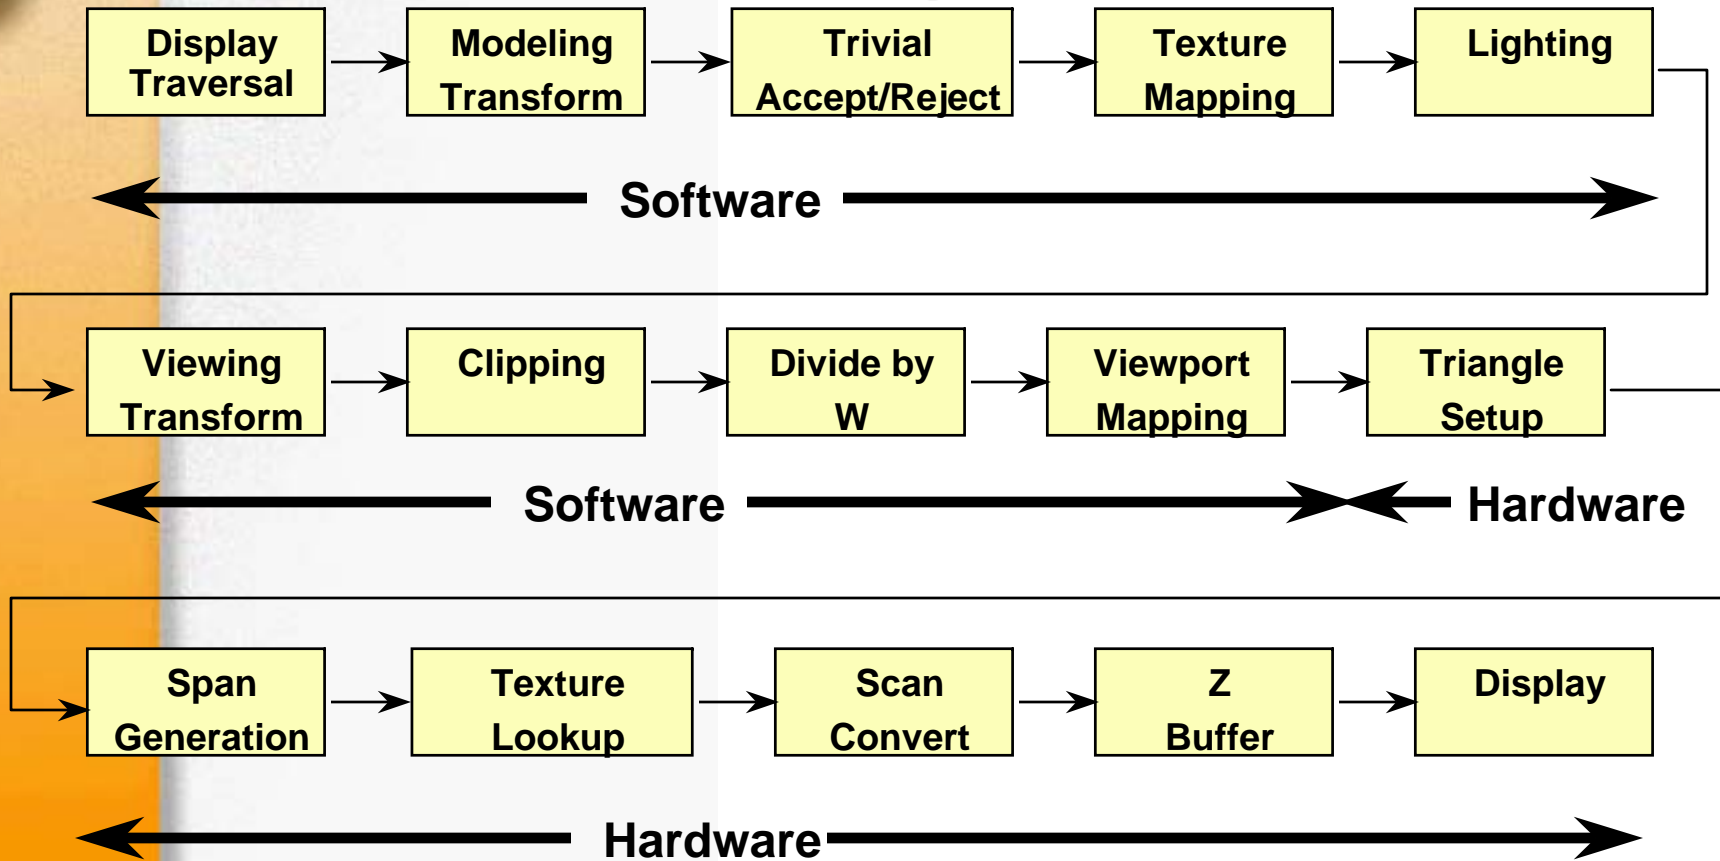 Display
Traversal
Modeling
Transform
Trivial
Accept/Reject
Texture
Mapping
Lighting
Software
Viewing
Transform
Clipping
Divide by
W
Viewport
Mapping
Triangle
Setup
Software
Hardware
Span
Generation
Texture
Lookup
Scan
Convert
Z
Buffer
Display
Hardware